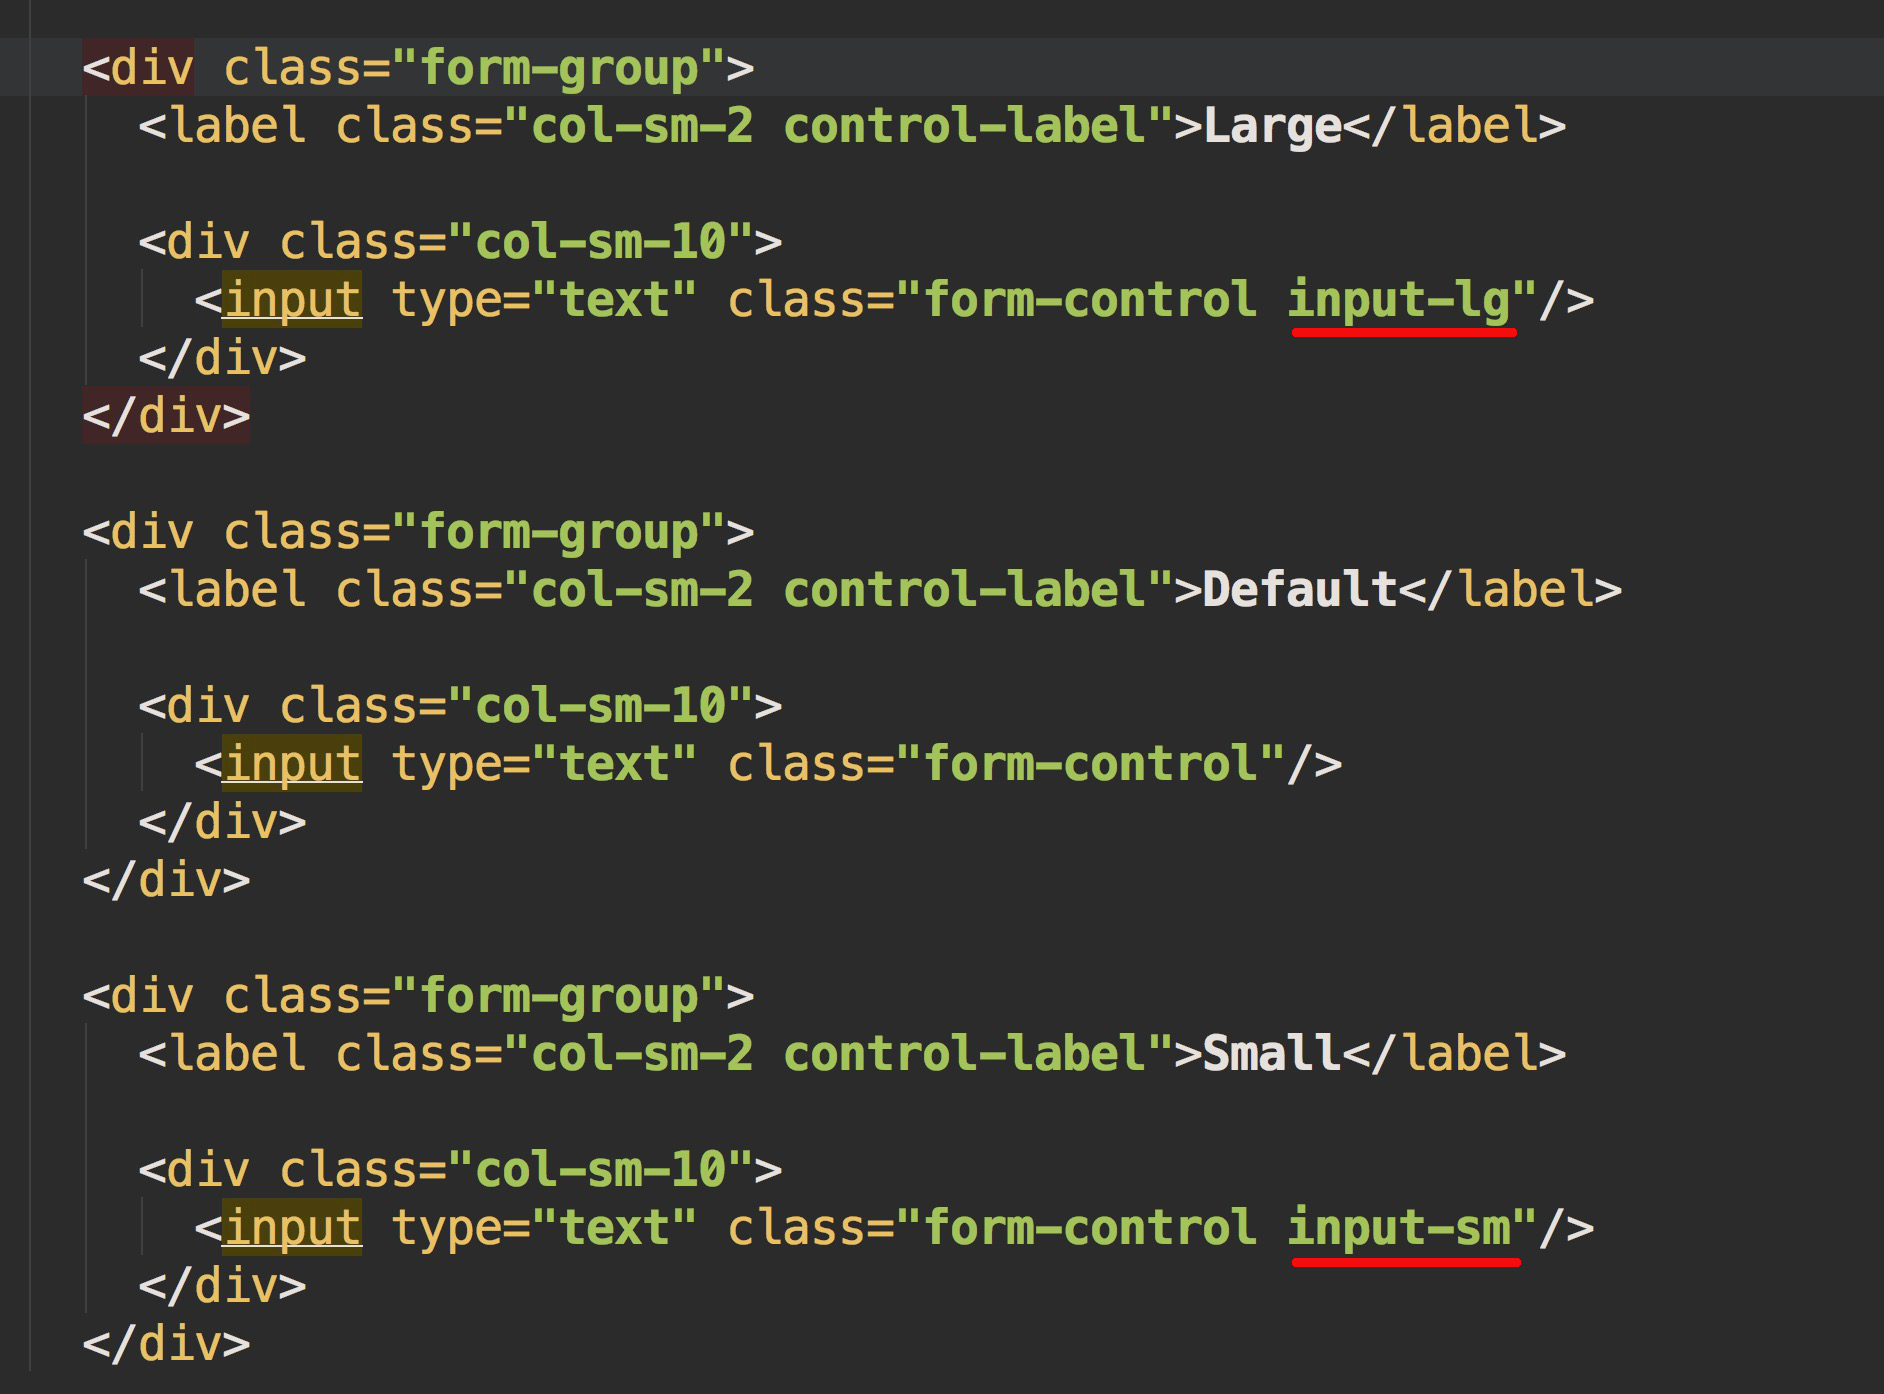 <div class="form-group">
<label class="col-sm-2 control-label">Large</label>
<div class="col-sm-10">
<input type="text" class="form-control input-lg"/>
</div>
</div>
<div class="form-group">
<label class="col-sm-2 control-label">Default</label>
<div class="col-sm-10">
<input type="text" class="form-control"/>
</div>
</div>
<div class="form-group">
<label class="col-sm-2 control-label">Small</label>
<div class="col-sm-10">
<input type="text" class="form-control input-sm"/>
</div>
</div>